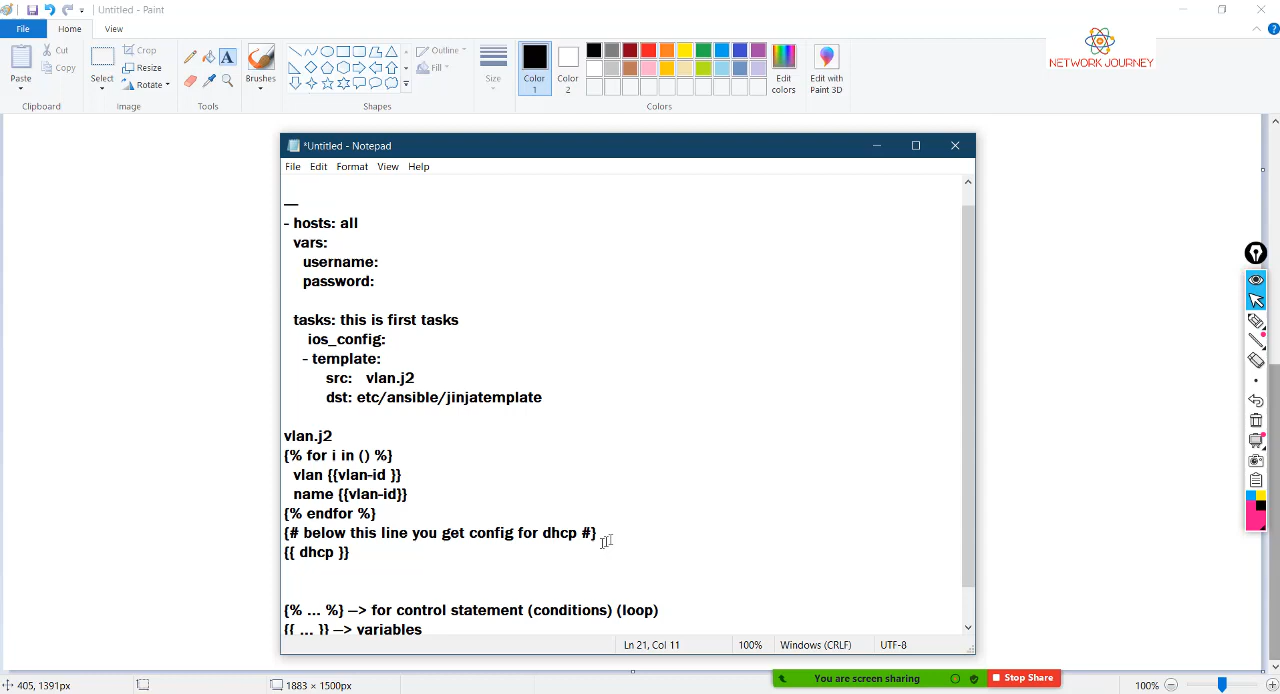 Untitled - Paint
File
Home
View
Paste
Cut
Copy
Clipboard
Select
Crop
Resize
Rotate
Image
Tools
Brushes
Shapes
Outline
Fill
Size
Color
1
Color
2
Colors
Edit
colors
Edit with
Paint 3D
NETWORK JOURNEY
*Untitled - Notepad
File Edit Format View Help
—
- hosts: all
vars:
username:
password:
tasks: this is first tasks
ios_config:
- template:
src: vlan.j2
dst: etc/ansible/jinjatemplate
vlan.j2
{% for i in () %}
vlan {{vlan-id }}
name {{vlan-id}}
{% endfor %}
{# below this line you get config for dhcp #}
{{ dhcp }}
{% ... %} —> for control statement (conditions) (loop)
{{ ... }} —> variables
Ln 21, Col 11
100%
Windows (CRLF)
UTF-8
You are screen sharing
Stop Share
405, 1391px
1883 × 1500px
100%